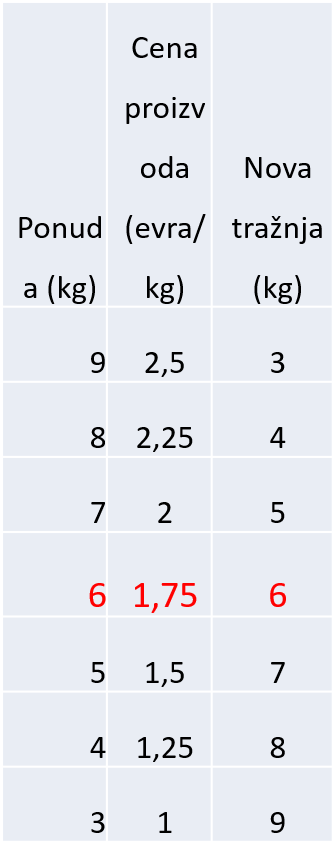 Cena
proizv
oda
Nova
Ponud
(evra/
tražnja
a (kg)
kg)
(kg)
9 2,5 3
8 2,25 4
7 2 5
6 1,75 6
5 1,5 7
4 1,25 8
3 1 9